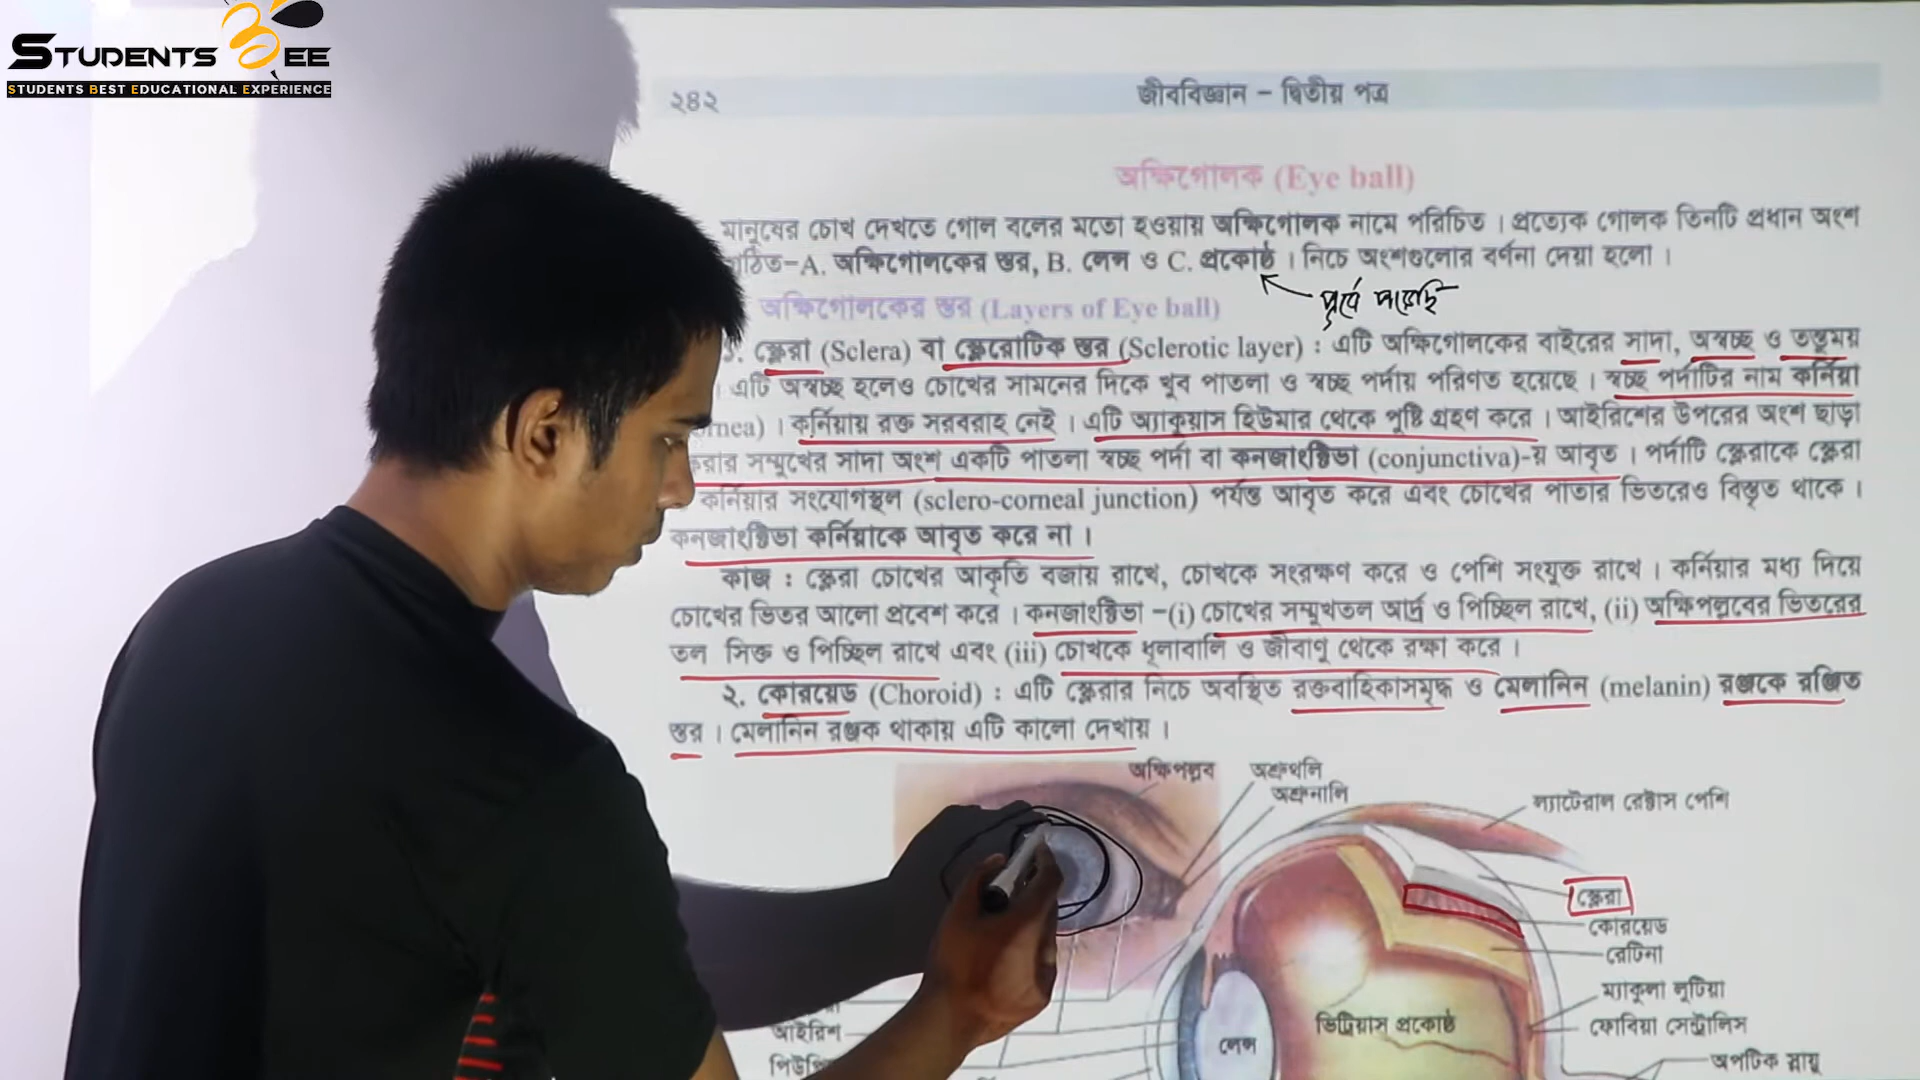 STUDENTS BEE
STUDENTS BEST EDUCATIONAL EXPERIENCE
২৪২
জীববিজ্ঞান – দ্বিতীয় পত্র
অক্ষিগোলক (Eye ball)
মানুষের চোখ দেখতে গোল বলের মতো হওয়ায় অক্ষিগোলক নামে পরিচিত । প্রত্যেক গোলক তিনটি প্রধান অংশ
গঠিত–A. অক্ষিগোলকের স্তর, B. লেন্স ও C. প্রকোষ্ঠ । নিচে অংশগুলোর বর্ণনা দেয়া হলো ।
পূর্বে পড়েছি
অক্ষিগোলকের স্তর (Layers of Eye ball)
১. স্ক্লেরা (Sclera) বা স্ক্লেরোটিক স্তর (Sclerotic layer) : এটি অক্ষিগোলকের বাইরের সাদা, অস্বচ্ছ ও তন্তুময়
। এটি অস্বচ্ছ হলেও চোখের সামনের দিকে খুব পাতলা ও স্বচ্ছ পর্দায় পরিণত হয়েছে । স্বচ্ছ পর্দাটির নাম কর্নিয়া
rnea) । কর্নিয়ায় রক্ত সরবরাহ নেই । এটি অ্যাকুয়াস হিউমার থেকে পুষ্টি গ্রহণ করে । আইরিশের উপরের অংশ ছাড়া
সম্মুখের সাদা অংশ একটি পাতলা স্বচ্ছ পর্দা বা কনজাংক্টিভা (conjunctiva)-য় আবৃত । পর্দাটি স্ক্লেরাকে স্ক্লেরা
কর্নিয়ার সংযোগস্থল (sclero-corneal junction) পর্যন্ত আবৃত করে এবং চোখের পাতার ভিতরেও বিস্তৃত থাকে ।
কনজাংক্টিভা কর্নিয়াকে আবৃত করে না ।
কাজ : স্ক্লেরা চোখের আকৃতি বজায় রাখে, চোখকে সংরক্ষণ করে ও পেশি সংযুক্ত রাখে । কর্নিয়ার মধ্য দিয়ে
চোখের ভিতর আলো প্রবেশ করে । কনজাংক্টিভা –(i) চোখের সম্মুখতল আর্দ্র ও পিচ্ছিল রাখে, (ii) অক্ষিপল্লবের ভিতরের
তল সিক্ত ও পিচ্ছিল রাখে এবং (iii) চোখকে ধূলাবালি ও জীবাণু থেকে রক্ষা করে ।
২. কোরয়েড (Choroid) : এটি স্ক্লেরার নিচে অবস্থিত রক্তবাহিকাসমৃদ্ধ ও মেলানিন (melanin) রঞ্জকে রঞ্জিত
স্তর । মেলানিন রঞ্জক থাকায় এটি কালো দেখায় ।
অক্ষিপল্লব
অশ্রুথলি
অশ্রুনালি
ল্যাটেরাল রেক্টাস পেশি
স্ক্লেরা
কোরয়েড
রেটিনা
ম্যাকুলা লুটিয়া
ফোবিয়া সেন্ট্রালিস
অপটিক স্নায়ু
ভিট্রিয়াস প্রকোষ্ঠ
লেন্স
আইরিশ